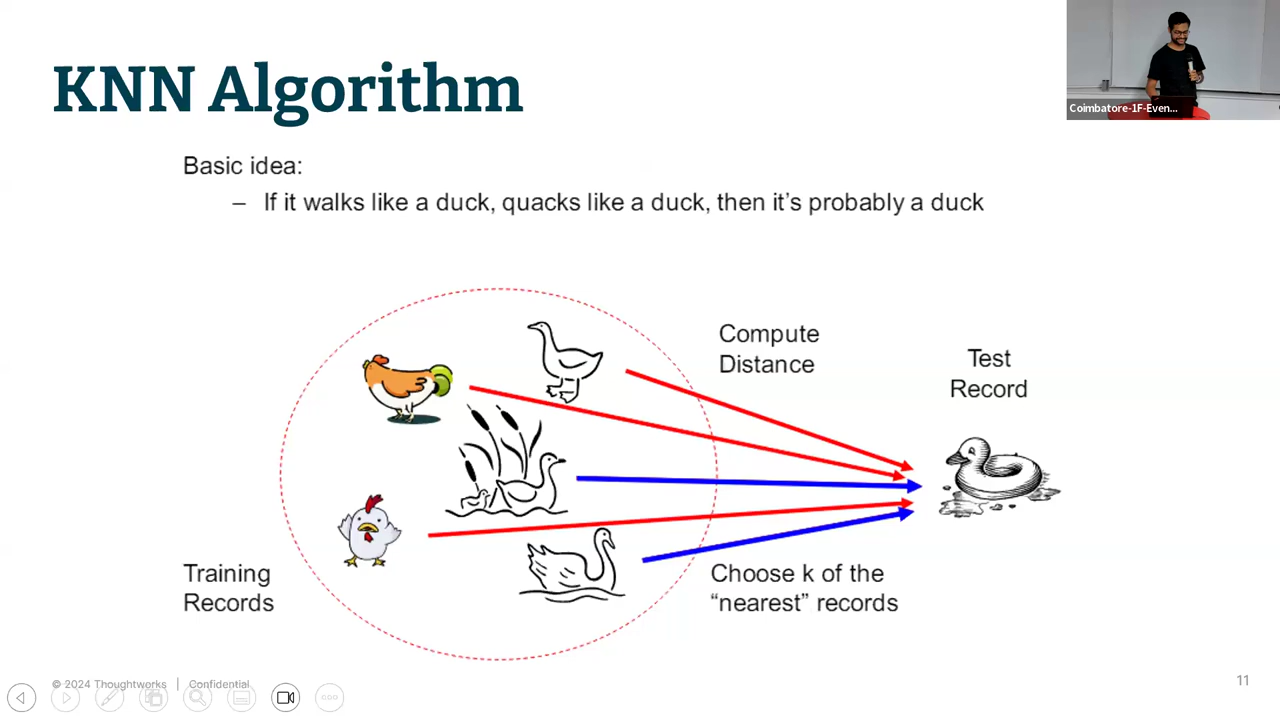 KNN Algorithm
Coimbatore-1F-Even...
Basic idea:
– If it walks like a duck, quacks like a duck, then it's probably a duck
Compute
Distance
Test
Record
Training
Records
Choose k of the
“nearest” records
© 2024 Thoughtworks | Confidential
11